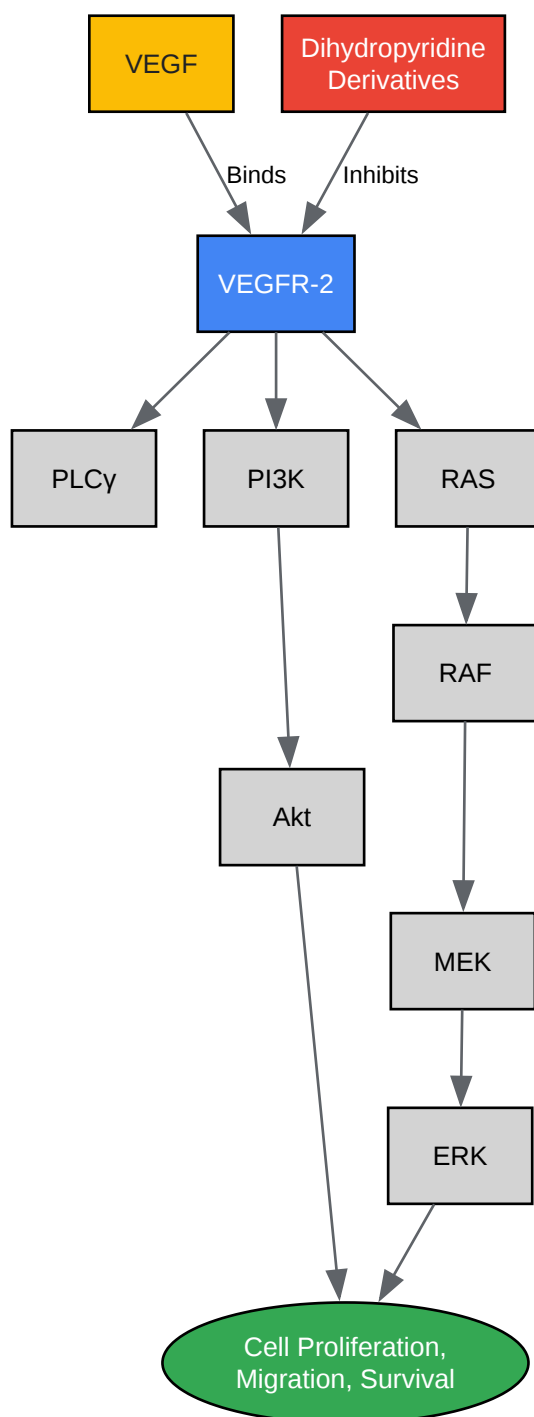 VEGF
Dihydropyridine
Derivatives
Binds
Inhibits
VEGFR-2
PLCγ
PI3K
RAS
RAF
Akt
MEK
ERK
Cell Proliferation,
Migration, Survival